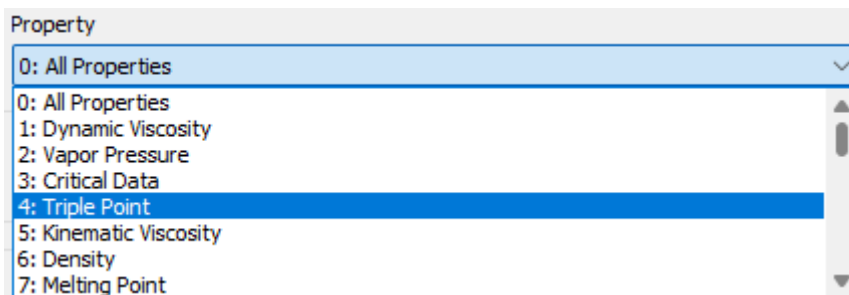 Property
0: All Properties
0: All Properties
1: Dynamic Viscosity
2: Vapor Pressure
3: Critical Data
4: Triple Point
5: Kinematic Viscosity
6: Density
7: Melting Point